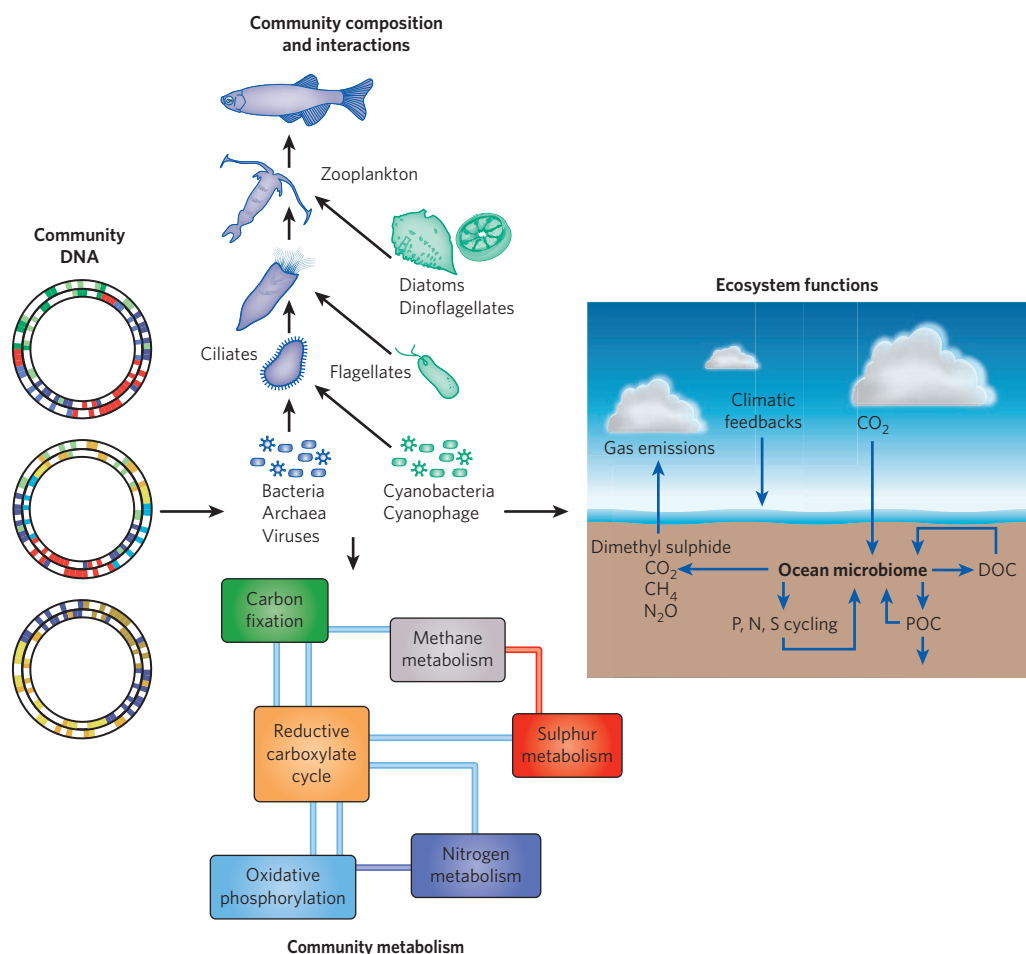 Community composition
and interactions
Zooplankton
Community
DNA
Diatoms
Dinoflagellates
Ciliates
Flagellates
Bacteria
Archaea
Viruses
Cyanobacteria
Cyanophage
Ecosystem functions
Climatic
feedbacks
CO2
Gas emissions
Dimethyl sulphide
CO2
CH4
N2O
Ocean microbiome
DOC
P, N, S cycling
POC
Carbon
fixation
Methane
metabolism
Reductive
carboxylate
cycle
Sulphur
metabolism
Oxidative
phosphorylation
Nitrogen
metabolism
Community metabolism